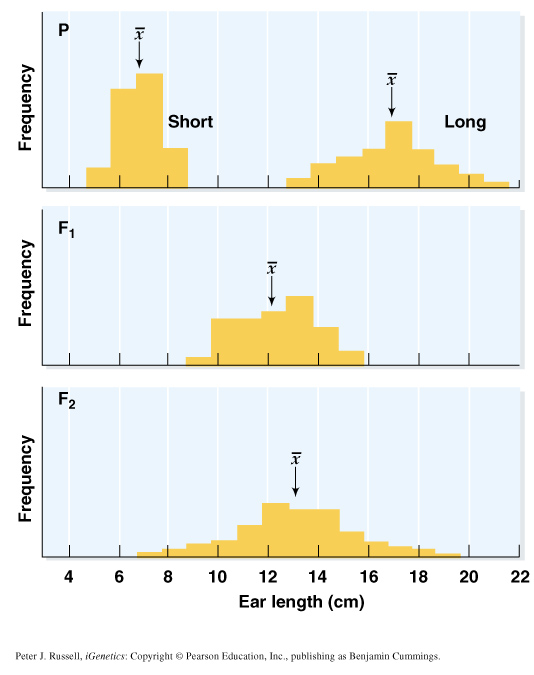 P
x̄
x̄
Short
Long
Frequency
F₁
x̄
Frequency
F₂
x̄
Frequency
4 6 8 10 12 14 16 18 20 22
Ear length (cm)
Peter J. Russell, iGenetics: Copyright © Pearson Education, Inc., publishing as Benjamin Cummings.